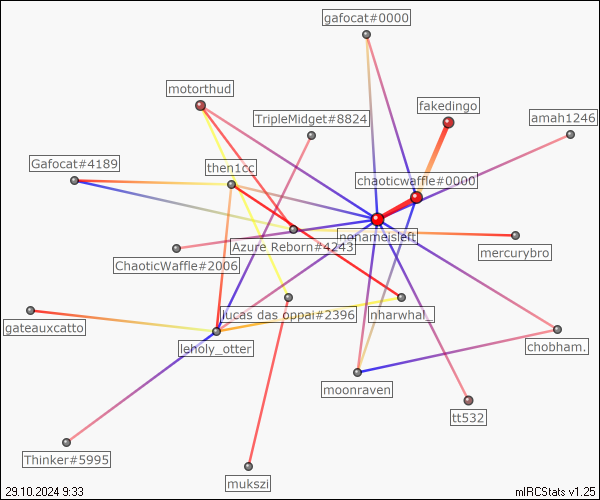 gafocat#0000
motorthud
fakedingo
TripleMidget#8824
amah1246
Gafocat#4189
then1cc
chaoticwaffle#0000
nonameisleft
Azure Reborn#4243
mercurybro
ChaoticWaffle#2006
lucas das oppai#2396
nharwhal_
gateauxcatto
leholy_otter
chobham.
moonraven
tt532
Thinker#5995
mukszi
29.10.2024 9:33
mIRCStats v1.25